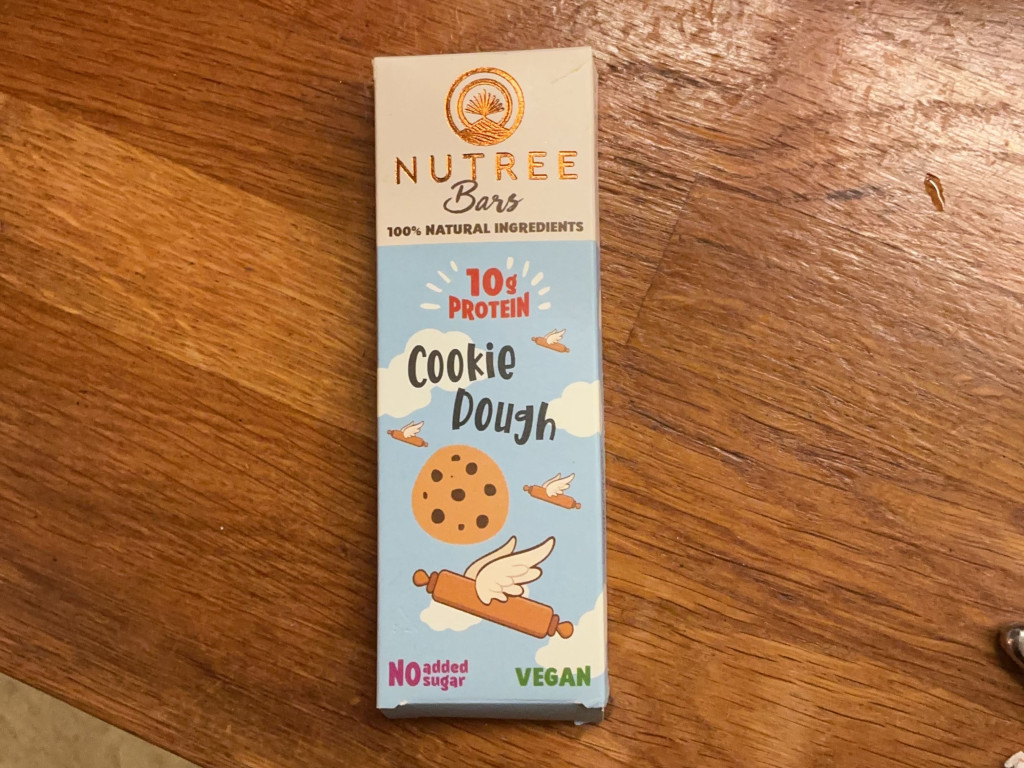 NUTREE
Bars
100% NATURAL INGREDIENTS
10g
PROTEIN
Cookie
Dough
NO added
sugar
VEGAN